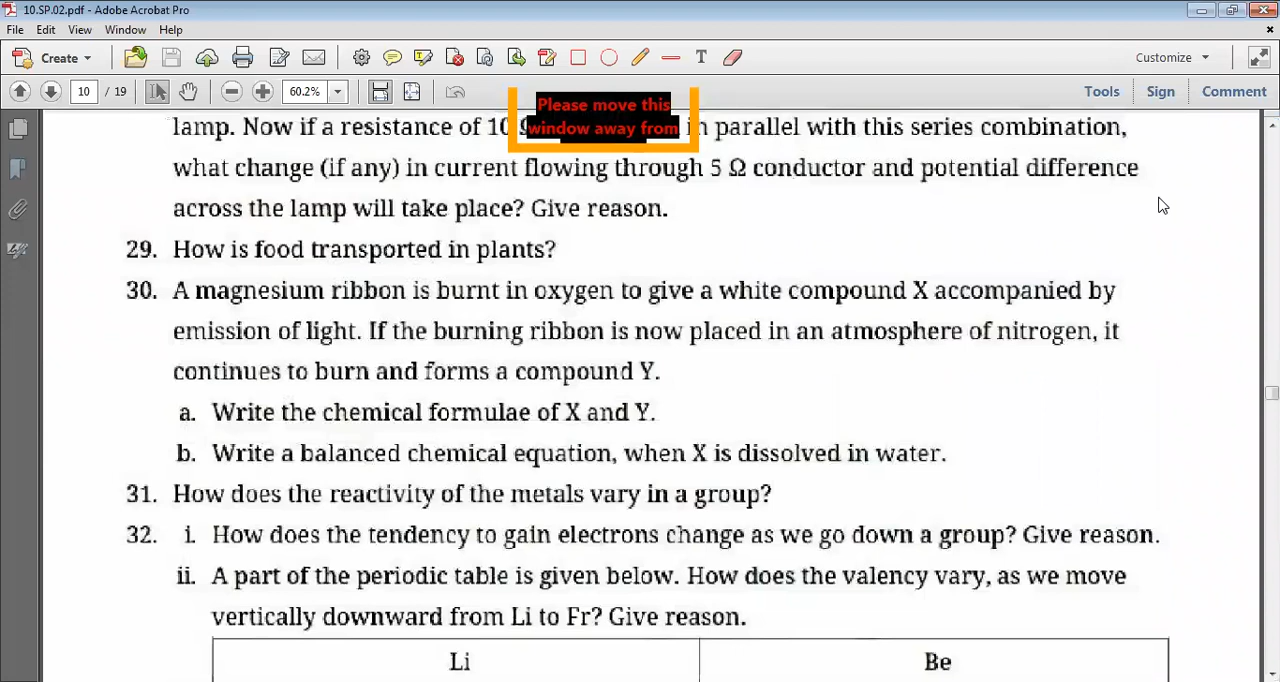 10.SP.02.pdf - Adobe Acrobat Pro
File Edit View Window Help
Create
Customize
10 / 19
60.2%
Tools Sign Comment
Please move this
window away from
lamp. Now if a resistance of 10 in parallel with this series combination,
what change (if any) in current flowing through 5 Ω conductor and potential difference
across the lamp will take place? Give reason.
29. How is food transported in plants?
30. A magnesium ribbon is burnt in oxygen to give a white compound X accompanied by
emission of light. If the burning ribbon is now placed in an atmosphere of nitrogen, it
continues to burn and forms a compound Y.
a. Write the chemical formulae of X and Y.
b. Write a balanced chemical equation, when X is dissolved in water.
31. How does the reactivity of the metals vary in a group?
32. i. How does the tendency to gain electrons change as we go down a group? Give reason.
ii. A part of the periodic table is given below. How does the valency vary, as we move
vertically downward from Li to Fr? Give reason.
Li Be